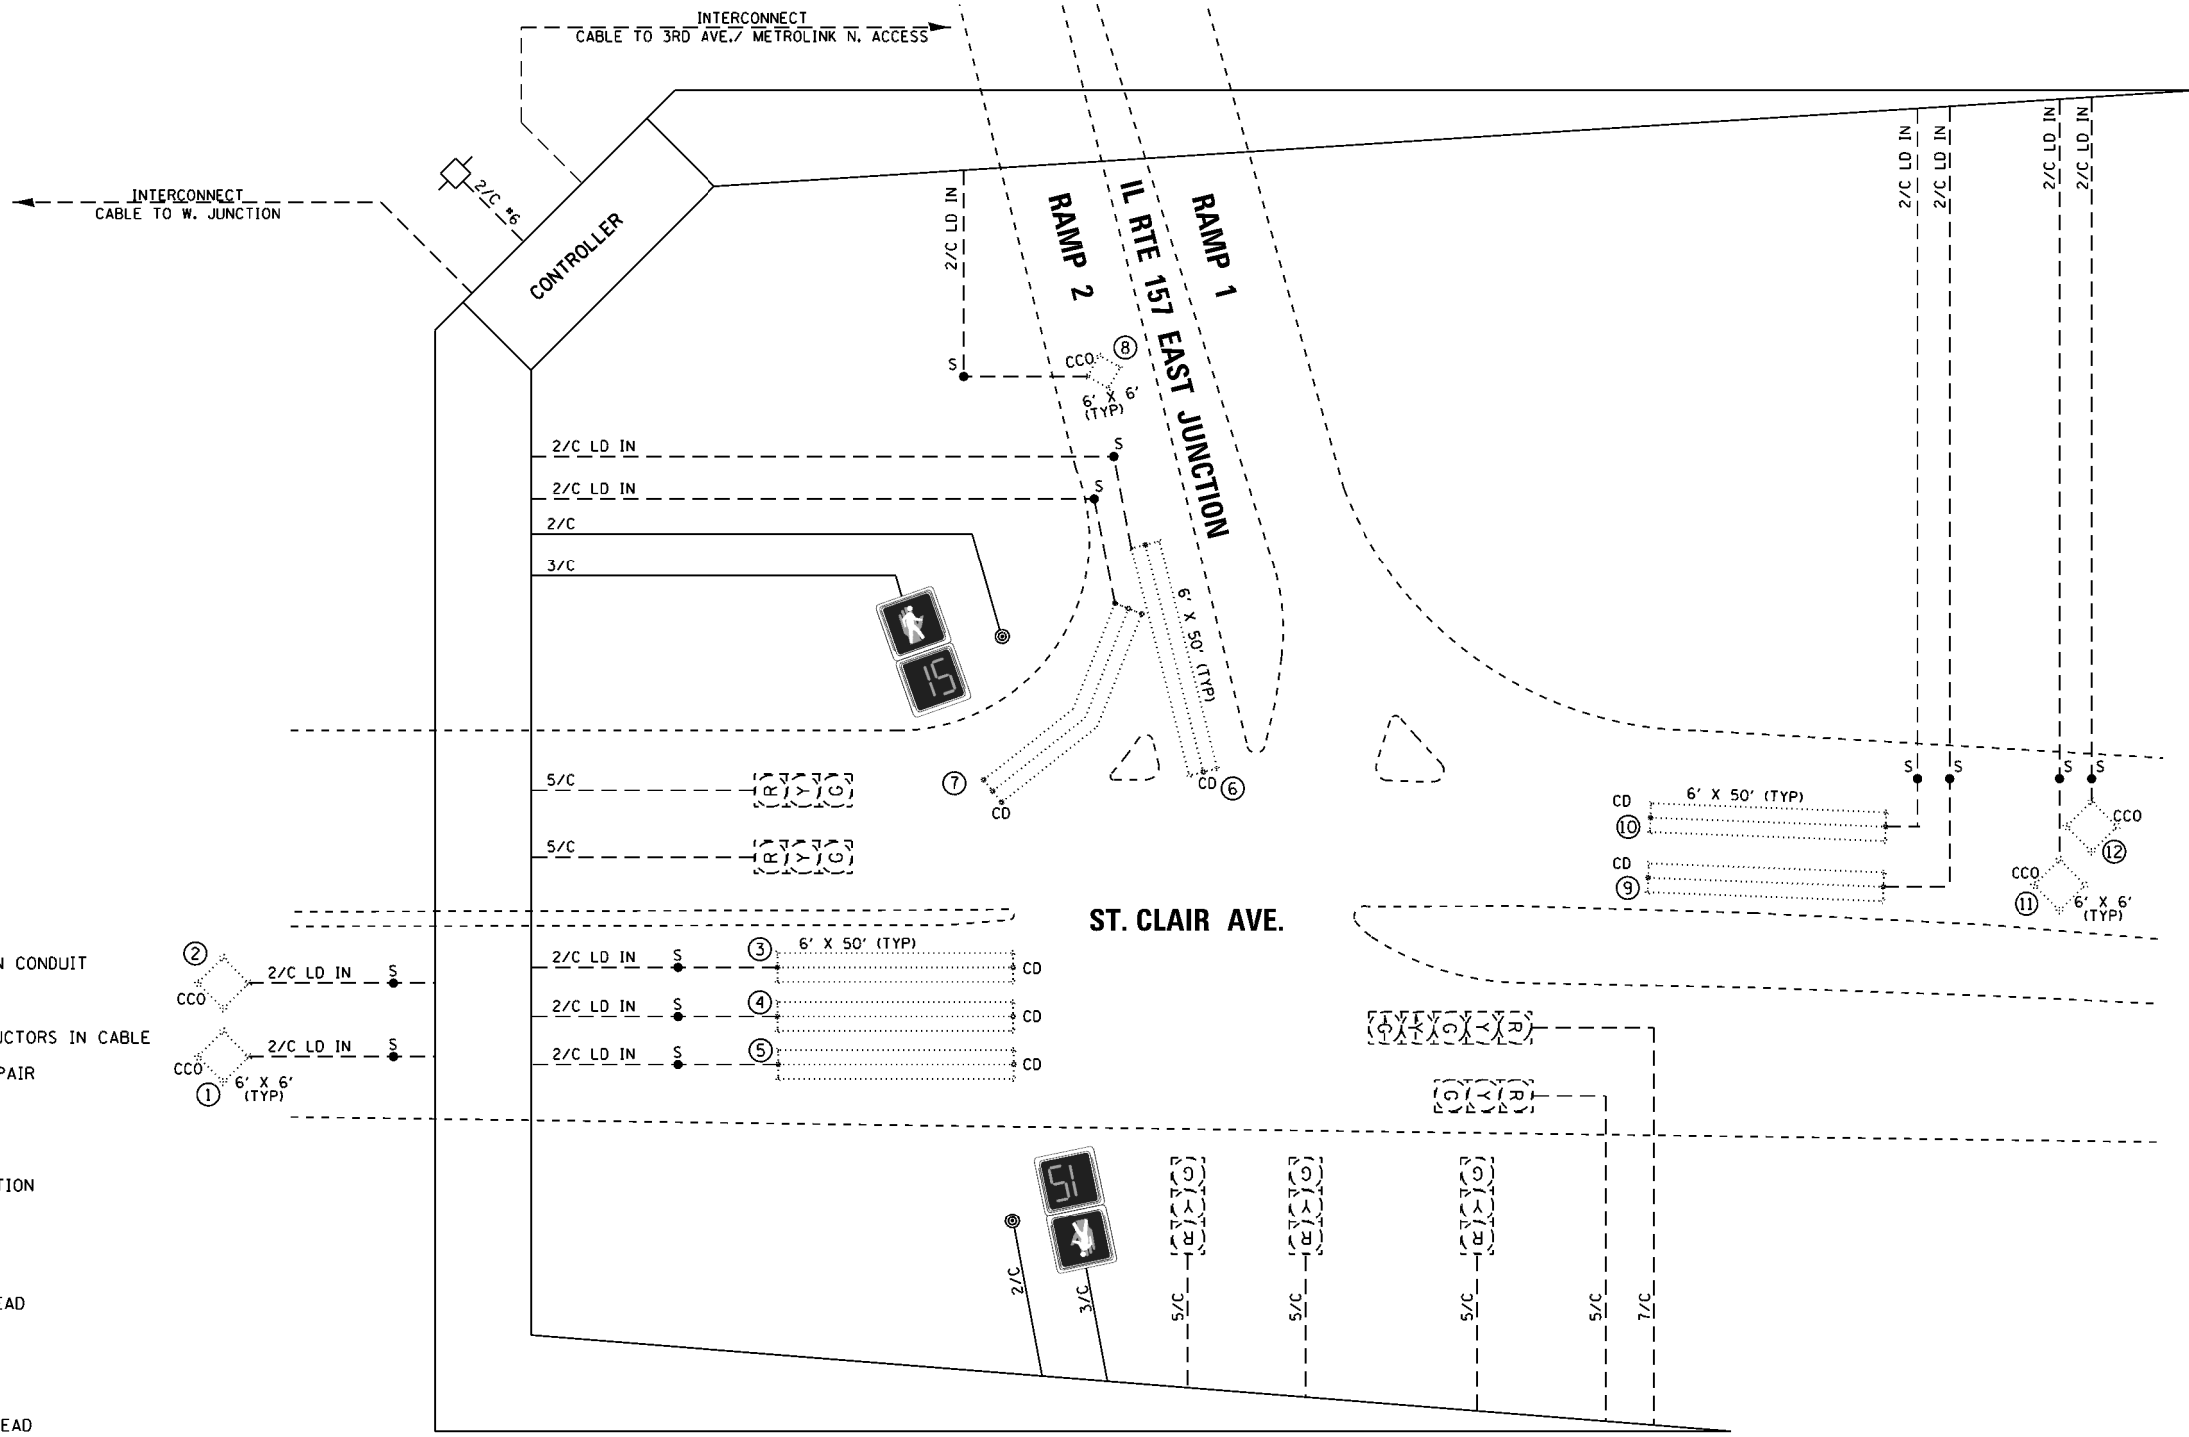 INTERCONNECT
CABLE TO 3RD AVE./ METROLINK N. ACCESS
INTERCONNECT
CABLE TO W. JUNCTION
2/C #6
CONTROLLER
2/C LD IN
RAMP 2
IL RTE 157 EAST JUNCTION
RAMP 1
2/C LD IN
2/C LD IN
2/C LD IN
2/C LD IN
S
CCO
8
6' X 6'
(TYP)
2/C LD IN
S
2/C LD IN
S
2/C
3/C
15
6' X 50' (TYP)
7
CD
CD
6
5/C
R Y G
5/C
R Y G
S
S
S
S
CD
10
6' X 50' (TYP)
CD
9
CCO
12
CCO
11
6' X 6'
(TYP)
ST. CLAIR AVE.
N CONDUIT
2
CCO
2/C LD IN
S
2/C LD IN
S
3
6' X 50' (TYP)
CD
2/C LD IN
S
4
CD
UCTORS IN CABLE
PAIR
CCO
1
6' X 6'
(TYP)
2/C LD IN
S
2/C LD IN
S
5
CD
G Y G Y R
G Y R
TION
EAD
EAD
15
2/C
3/C
G Y R
5/C
G Y R
5/C
G Y R
5/C
5/C
7/C